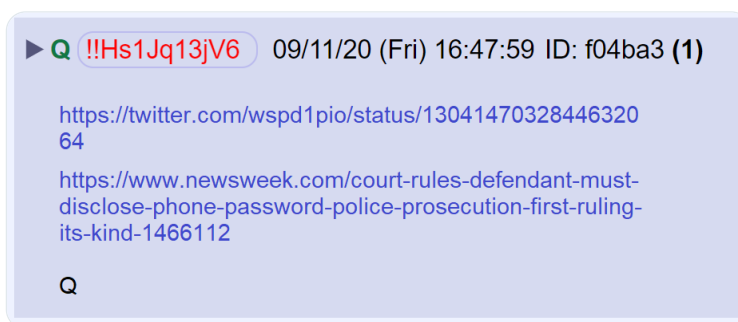 ▶ Q !!Hs1Jq13jV6 09/11/20 (Fri) 16:47:59 ID: f04ba3 (1)
https://twitter.com/wspd1pio/status/130414703284463320
64
https://www.newsweek.com/court-rules-defendant-must-
disclose-phone-password-police-prosecution-first-ruling-
its-kind-1466112
Q